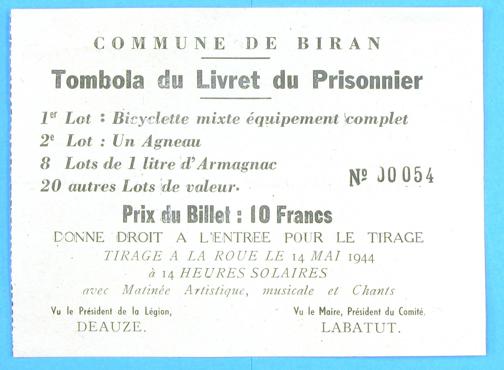 COMMUNE DE BIRAN
Tombola du Livret du Prisonnier
1er Lot : Bicyclette mixte équipement complet
2e Lot : Un Agneau
8 Lots de 1 litre d'Armagnac
20 autres Lots de valeur.
No 00054
Prix du Billet : 10 Francs
DONNE DROIT A L'ENTREE POUR LE TIRAGE
TIRAGE A LA ROUE LE 14 MAI 1944
à 14 HEURES SOLAIRES
avec Matinée Artistique, musicale et Chants
Vu le Président de la Légion,
DEAUZE.
Vu le Maire, Président du Comité.
LABATUT.